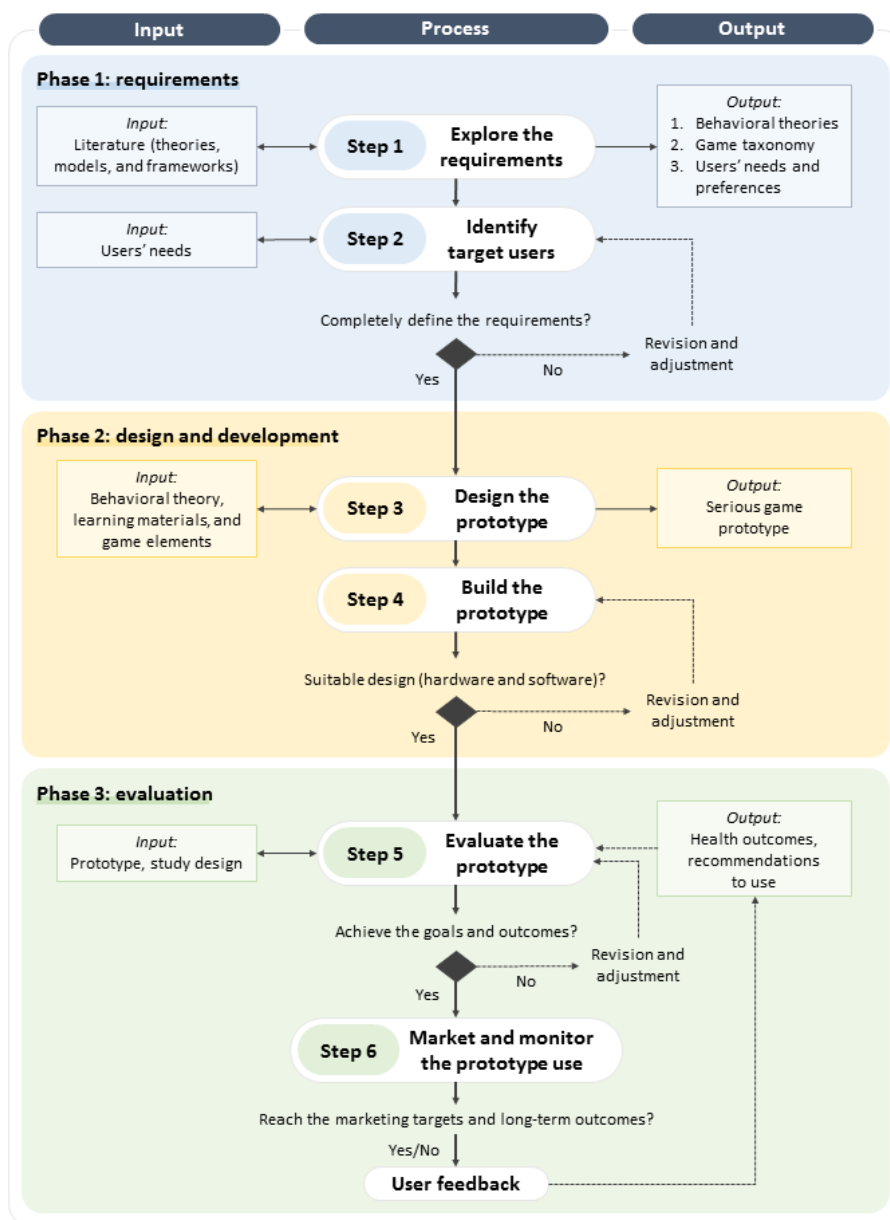 Input
Process
Output
Phase 1: requirements
Input:
Literature (theories,
models, and frameworks)
Step 1
Explore the
requirements
Output:
1. Behavioral theories
2. Game taxonomy
3. Users’ needs and
preferences
Input:
Users’ needs
Step 2
Identify
target users
Completely define the requirements?
Yes
No
Revision and
adjustment
Phase 2: design and development
Input:
Behavioral theory,
learning materials, and
game elements
Step 3
Design the
prototype
Output:
Serious game
prototype
Step 4
Build the
prototype
Suitable design (hardware and software)?
Yes
No
Revision and
adjustment
Phase 3: evaluation
Input:
Prototype, study design
Step 5
Evaluate the
prototype
Output:
Health outcomes,
recommendations
to use
Achieve the goals and outcomes?
Yes
No
Revision and
adjustment
Step 6
Market and monitor
the prototype use
Reach the marketing targets and long-term outcomes?
Yes/No
User feedback